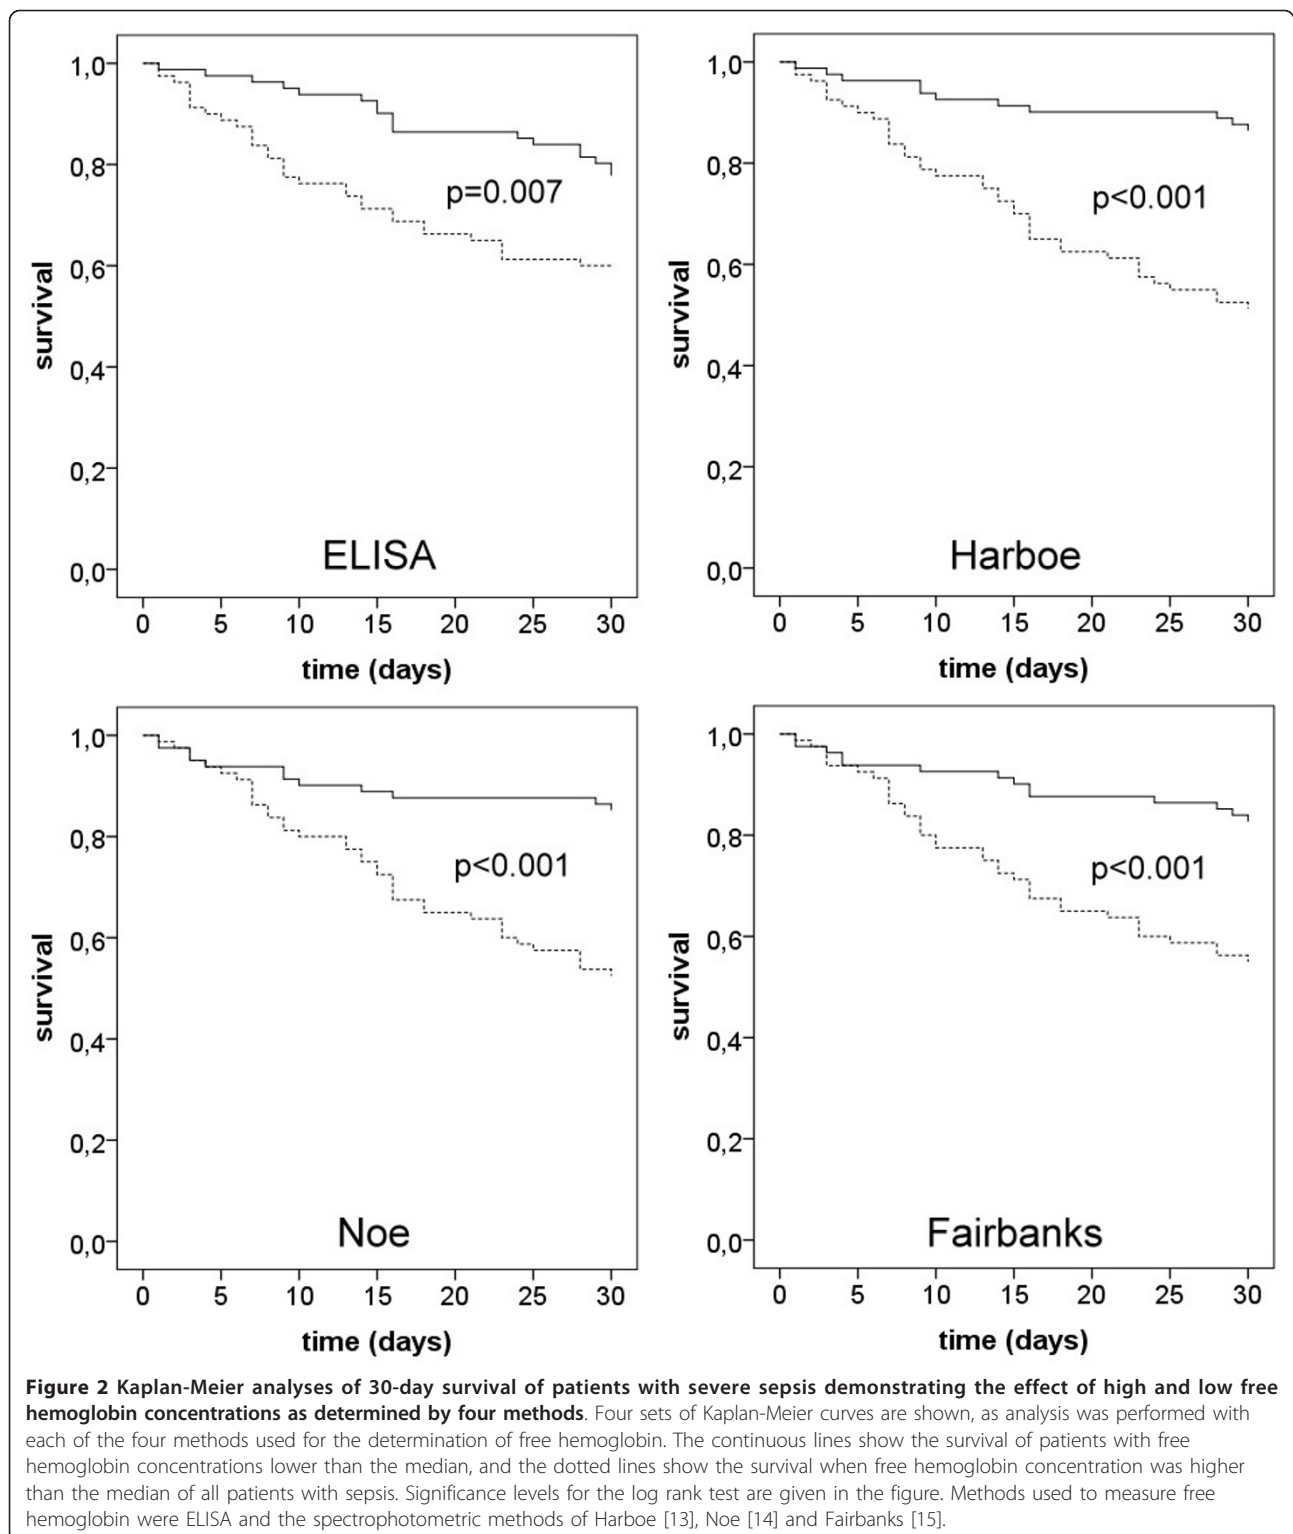 1,0
0,8
0,6
0,4
0,2
0,0
survival
p=0.007
ELISA
0 5 10 15 20 25 30
time (days)
1,0
0,8
0,6
0,4
0,2
0,0
survival
p<0.001
Harboe
0 5 10 15 20 25 30
time (days)
1,0
0,8
0,6
0,4
0,2
0,0
survival
p<0.001
Noe
0 5 10 15 20 25 30
time (days)
1,0
0,8
0,6
0,4
0,2
0,0
survival
p<0.001
Fairbanks
0 5 10 15 20 25 30
time (days)
Figure 2 Kaplan-Meier analyses of 30-day survival of patients with severe sepsis demonstrating the effect of high and low free
hemoglobin concentrations as determined by four methods. Four sets of Kaplan-Meier curves are shown, as analysis was performed with
each of the four methods used for the determination of free hemoglobin. The continuous lines show the survival of patients with free
hemoglobin concentrations lower than the median, and the dotted lines show the survival when free hemoglobin concentration was higher
than the median of all patients with sepsis. Significance levels for the log rank test are given in the figure. Methods used to measure free
hemoglobin were ELISA and the spectrophotometric methods of Harboe [13], Noe [14] and Fairbanks [15].